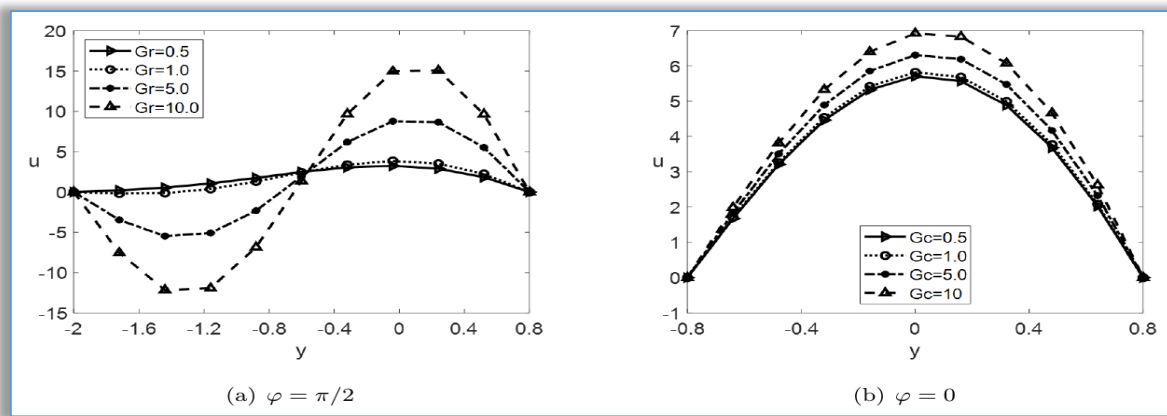 20
15
10
5
0
-5
-10
-15
u
Gr=0.5
Gr=1.0
Gr=5.0
Gr=10.0
-2 -1.6 -1.2 -0.8 -0.4 0 0.4 0.8
y
(a) φ = π/2
7
6
5
4
3
2
1
0
-1
u
Gc=0.5
Gc=1.0
Gc=5.0
Gc=10
-0.8 -0.4 0 0.4 0.8
y
(b) φ = 0